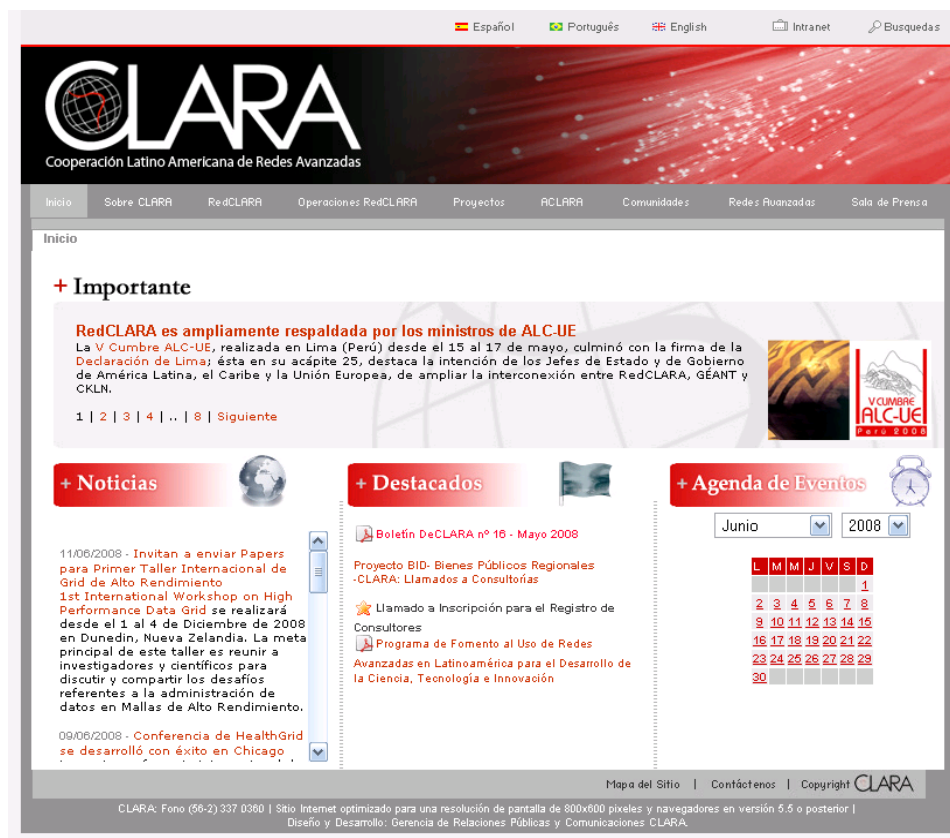 Español Português English Intranet Busquedas
CLARA
Cooperación Latino Americana de Redes Avanzadas
Inicio Sobre CLARA RedCLARA Operaciones RedCLARA Proyectos ACLARA Comunidades Redes Avanzadas Sala de Prensa
Inicio
+ Importante
RedCLARA es ampliamente respaldada por los ministros de ALC-UE
La V Cumbre ALC-UE, realizada en Lima (Perú) desde el 15 al 17 de mayo, culminó con la firma de la
Declaración de Lima; ésta en su acápite 25, destaca la intención de los Jefes de Estado y de Gobierno
de América Latina, el Caribe y la Unión Europea, de ampliar la interconexión entre RedCLARA, GÉANT y
CKLN.
1 | 2 | 3 | 4 | .. | 8 | Siguiente
V CUMBRE
ALC-UE
Perú 2008
+ Noticias
11/06/2008 - Invitan a enviar Papers
para Primer Taller Internacional de
Grid de Alto Rendimiento
1st International Workshop on High
Performance Data Grid se realizará
desde el 1 al 4 de Diciembre de 2008
en Dunedin, Nueva Zelandia. La meta
principal de este taller es reunir a
investigadores y científicos para
discutir y compartir los desafíos
referentes a la administración de
datos en Mallas de Alto Rendimiento.
09/06/2008 - Conferencia de HealthGrid
se desarrolló con éxito en Chicago
+ Destacados
Boletín DeCLARA nº 16 - Mayo 2008
Proyecto BID- Bienes Públicos Regionales
-CLARA: Llamados a Consultorías
Llamado a Inscripción para el Registro de
Consultores
Programa de Fomento al Uso de Redes
Avanzadas en Latinoamérica para el Desarrollo de
la Ciencia, Tecnología e Innovación
+ Agenda de Eventos
Junio 2008
L M M J V S D
1
2 3 4 5 6 7 8
9 10 11 12 13 14 15
16 17 18 19 20 21 22
23 24 25 26 27 28 29
30
Mapa del Sitio | Contáctenos | Copyright CLARA
CLARA: Fono (56-2) 337 0360 | Sitio Internet optimizado para una resolución de pantalla de 800x600 pixeles y navegadores en versión 5.5 o posterior |
Diseño y Desarrollo: Gerencia de Relaciones Públicas y Comunicaciones CLARA.